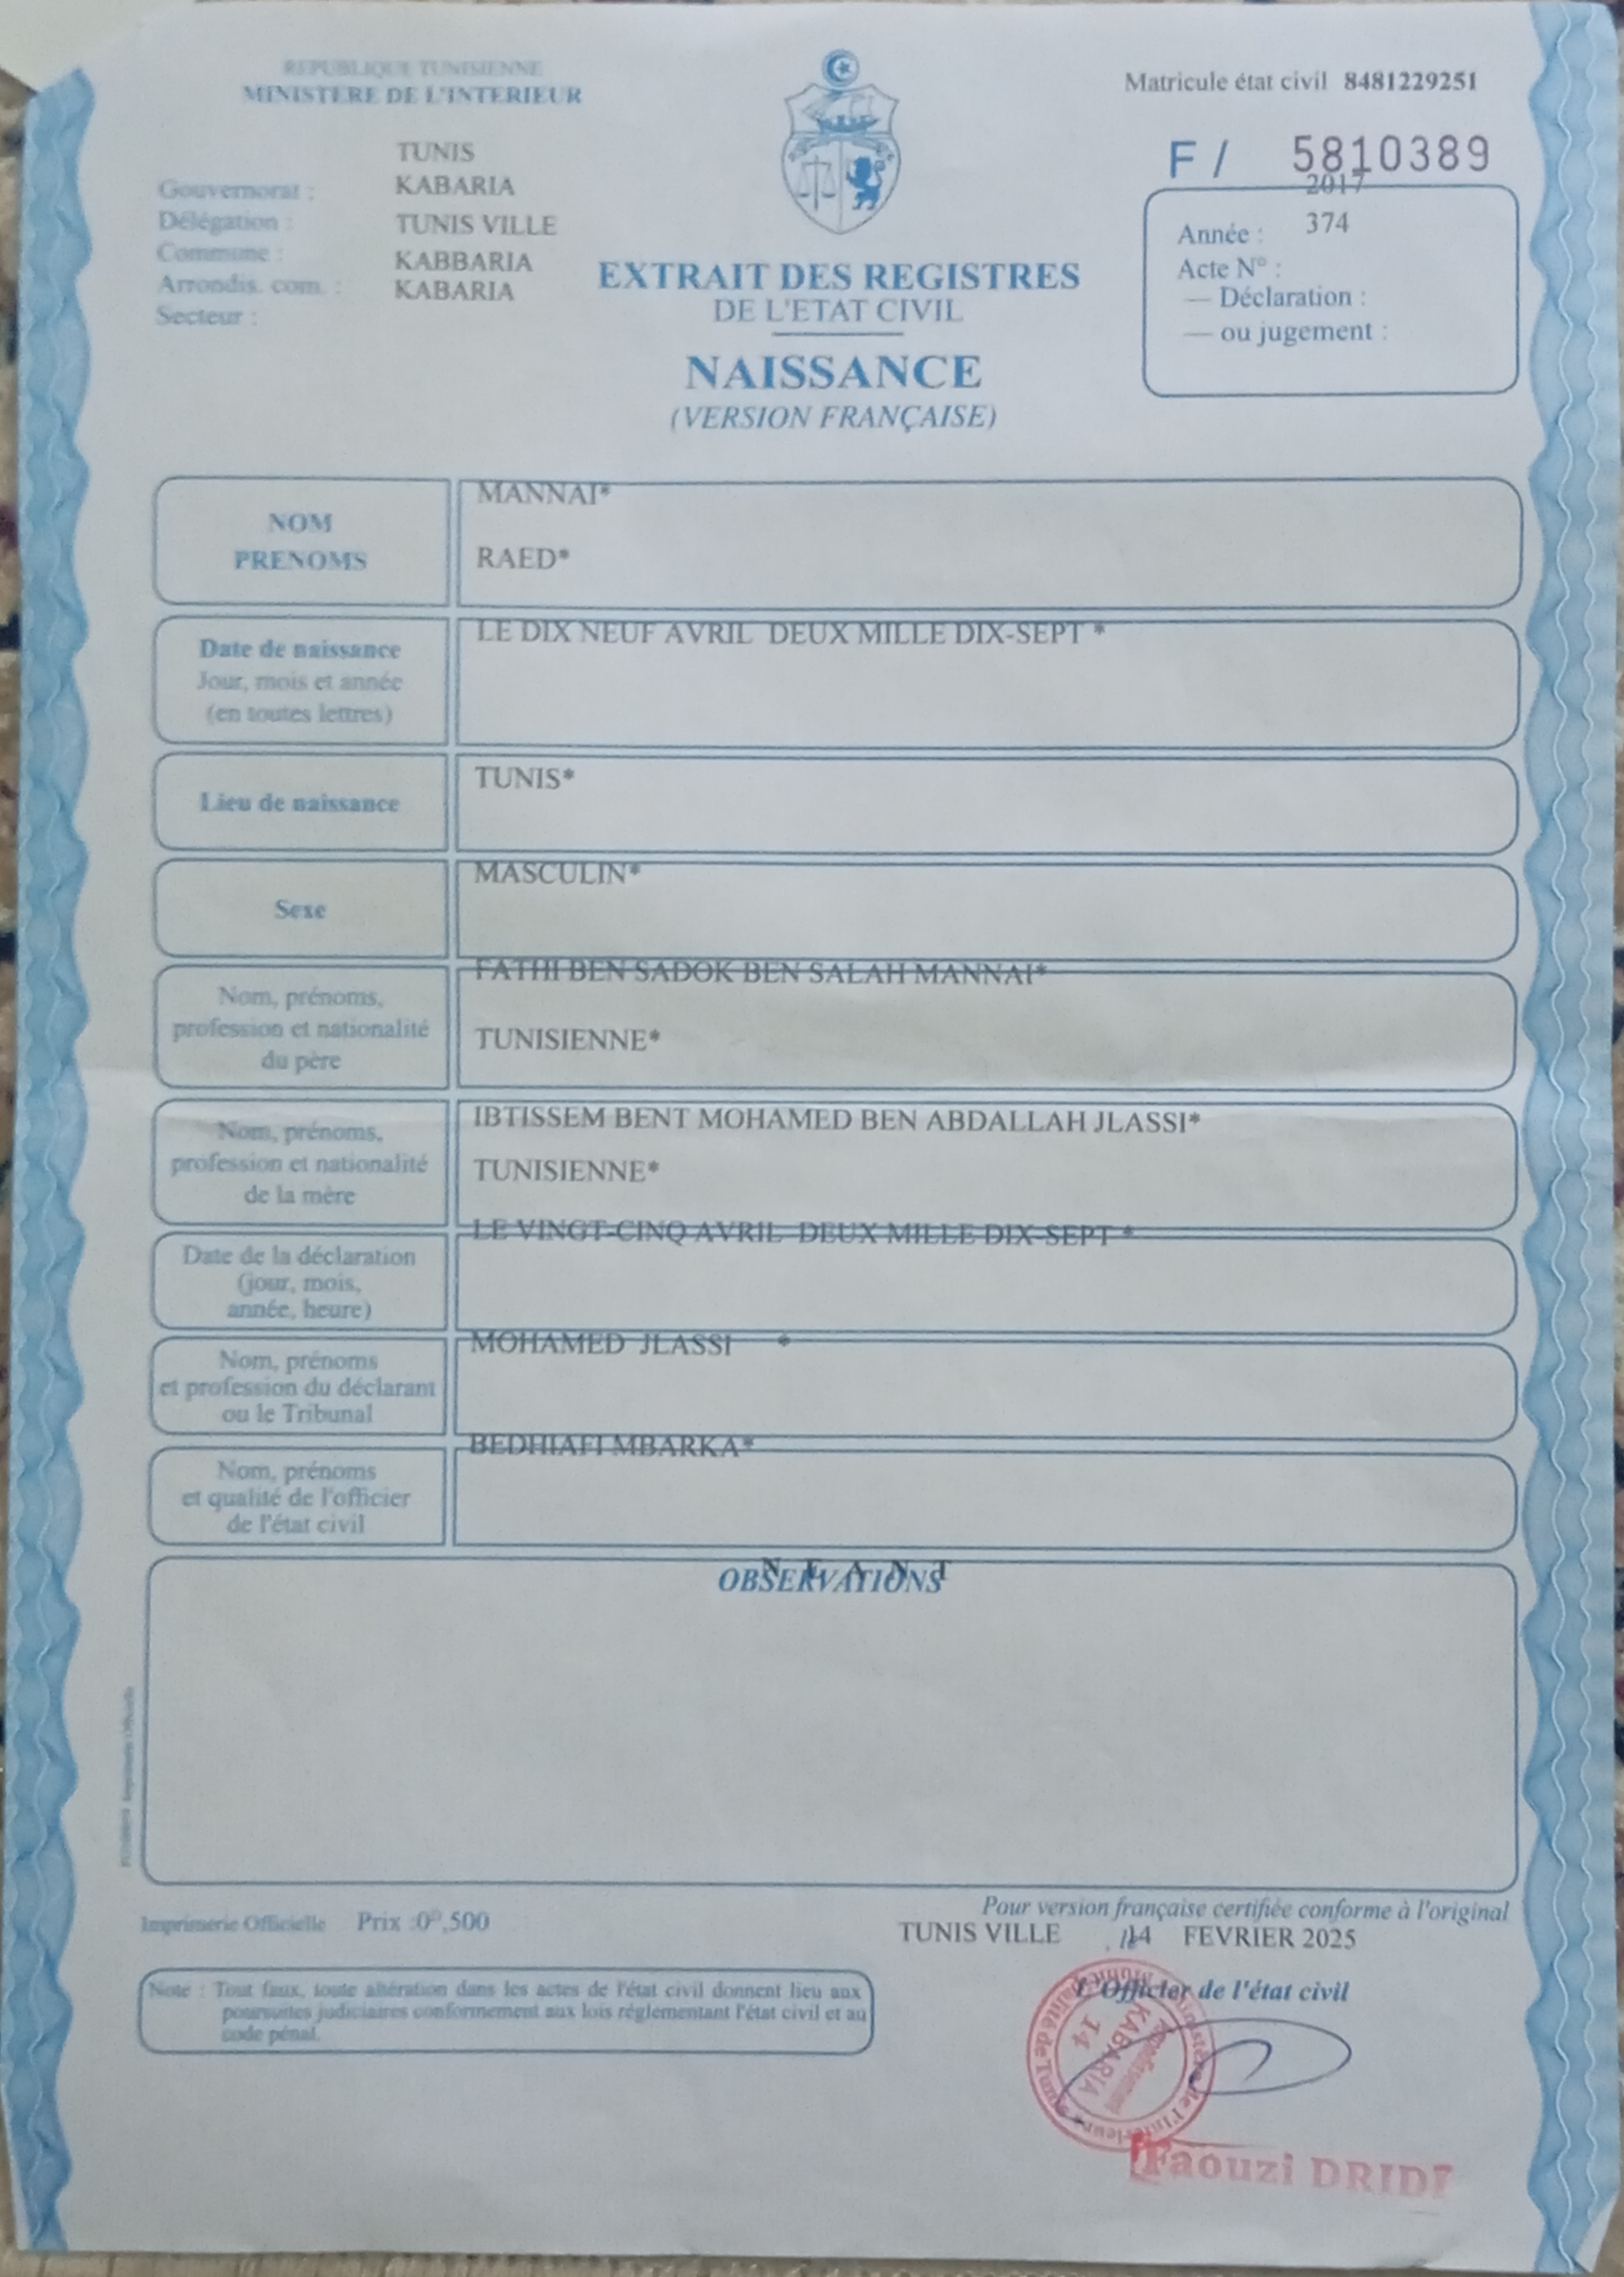 REPUBLIQUE TUNISIENNE
MINISTERE DE L'INTERIEUR
Matricule état civil 8481229251
F / 5810389
TUNIS
Gouvernorat : KABARIA
Délégation : TUNIS VILLE
Commune : KABBARIA
Arrondis. com. : KABARIA
Secteur :
2017
Année : 374
Acte N° :
— Déclaration :
— ou jugement :
EXTRAIT DES REGISTRES
DE L'ETAT CIVIL
NAISSANCE
(VERSION FRANÇAISE)
NOM
PRENOMS
MANNAI*
RAED*
Date de naissance
Jour, mois et année
(en toutes lettres)
LE DIX NEUF AVRIL DEUX MILLE DIX-SEPT *
Lieu de naissance
TUNIS*
Sexe
MASCULIN*
Nom, prénoms,
profession et nationalité
du père
FATHI BEN SADOK BEN SALAH MANNAI*
TUNISIENNE*
Nom, prénoms,
profession et nationalité
de la mère
IBTISSEM BENT MOHAMED BEN ABDALLAH JLASSI*
TUNISIENNE*
Date de la déclaration
(jour, mois,
année, heure)
LE VINGT-CINQ AVRIL DEUX MILLE DIX-SEPT *
Nom, prénoms
et profession du déclarant
ou le Tribunal
MOHAMED JLASSI *
Nom, prénoms
et qualité de l'officier
de l'état civil
BEDHIAFI MBARKA*
OBSERVATIONS
N E A N T
Imprimerie Officielle Prix :0ᴰ,500
Pour version française certifiée conforme à l'original
TUNIS VILLE 14 FEVRIER 2025
L'Officier de l'état civil
Note : Tout faux, toute altération dans les actes de l'état civil donnent lieu aux
poursuites judiciaires conformement aux lois réglementant l'état civil et au
code pénal.
KABARIA
14
Faouzi DRIDI